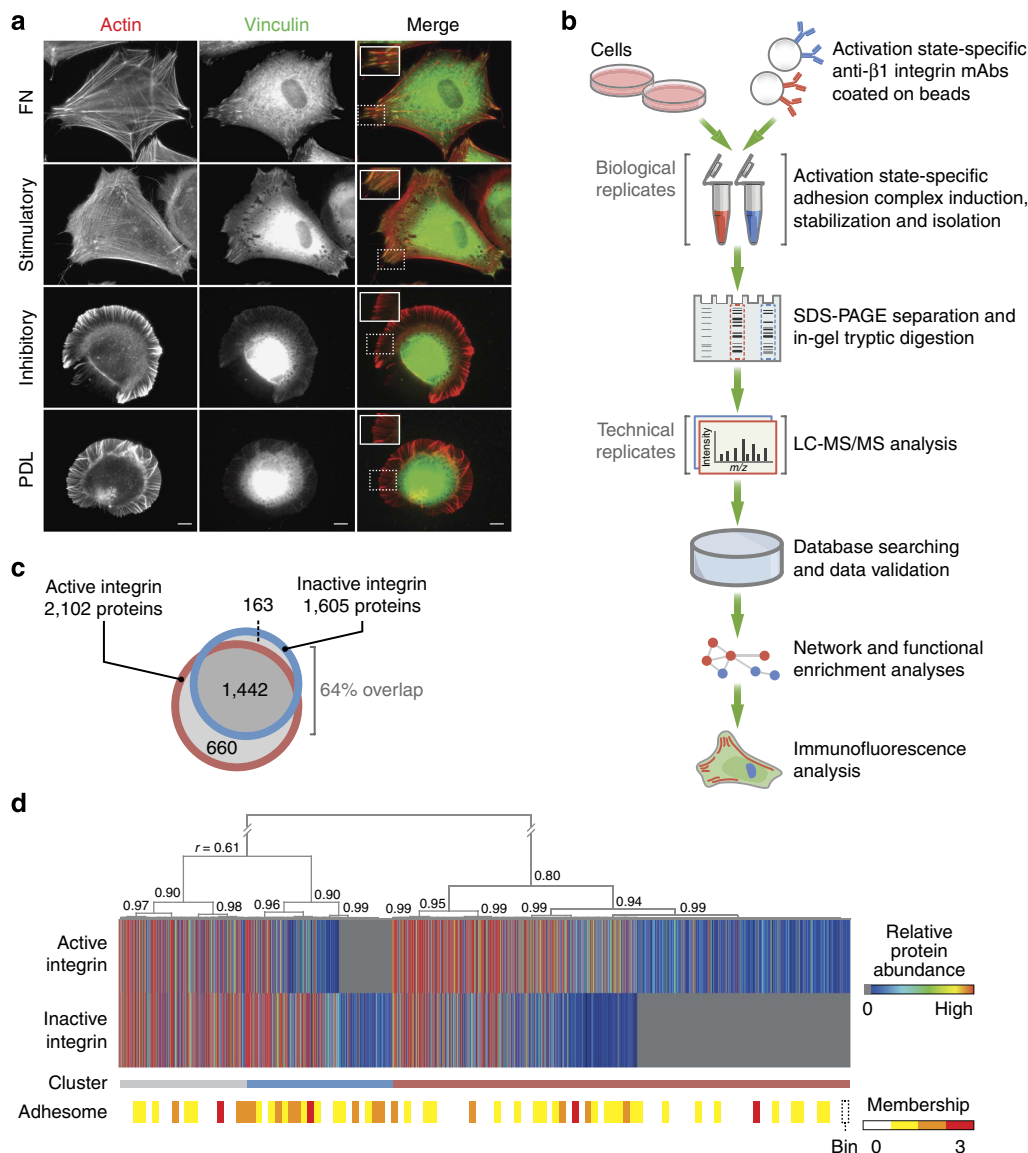 a
Actin
Vinculin
Merge
FN
Stimulatory
Inhibitory
PDL
b
Cells
Activation state-specific
anti-β1 integrin mAbs
coated on beads
Biological
replicates
Activation state-specific
adhesion complex induction,
stabilization and isolation
SDS-PAGE separation and
in-gel tryptic digestion
Technical
replicates
Intensity
m/z
LC-MS/MS analysis
Database searching
and data validation
Network and functional
enrichment analyses
Immunofluorescence
analysis
c
Active integrin
2,102 proteins
163
Inactive integrin
1,605 proteins
1,442
64% overlap
660
d
r = 0.61
0.80
0.90
0.90
0.94
0.97
0.98
0.96
0.99
0.99
0.95
0.99
0.99
0.99
Active
integrin
Inactive
integrin
Relative
protein
abundance
0 High
Cluster
Adhesome
Membership
Bin
0 3